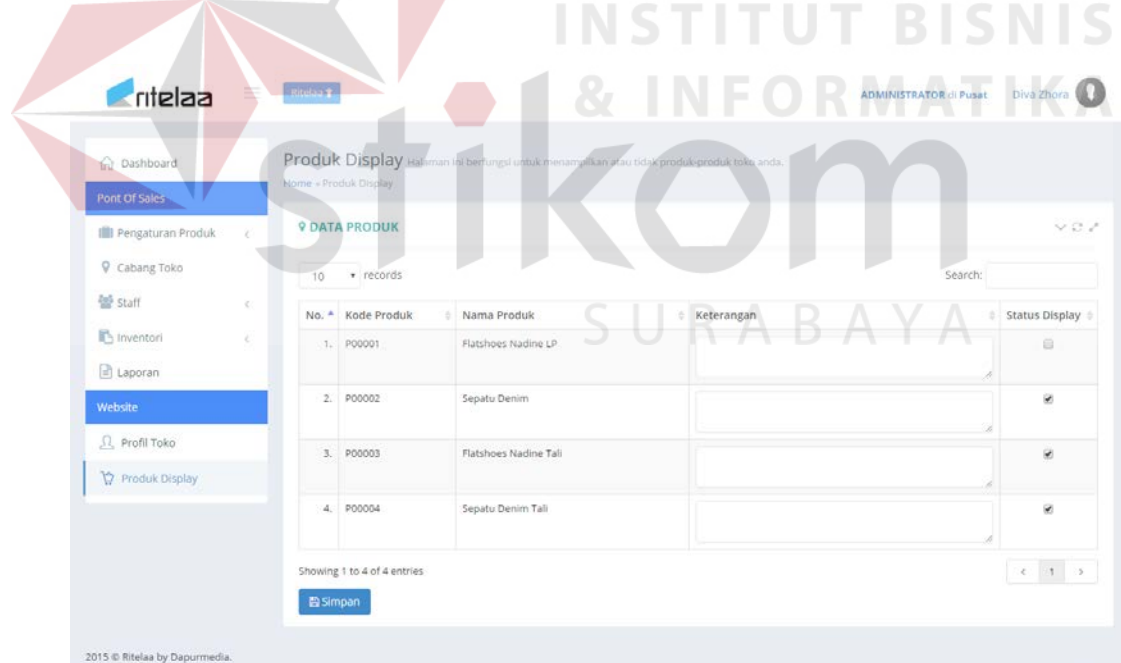 INSTITUT BISNIS
& INFORMATIKA
stikom
SURABAYA
ritelaa
Ritelaa
ADMINISTRATOR di Pusat
Diva Zhora
Dashboard
Pont Of Sales
Pengaturan Produk
Cabang Toko
Staff
Inventori
Laporan
Website
Profil Toko
Produk Display
Produk Display Halaman ini berfungsi untuk menampilkan atau tidak produk-produk toko anda.
Home » Produk Display
DATA PRODUK
10 records
Search:
No. Kode Produk Nama Produk Keterangan Status Display
1. P00001 Flatshoes Nadine LP
2. P00002 Sepatu Denim
3. P00003 Flatshoes Nadine Tali
4. P00004 Sepatu Denim Tali
Showing 1 to 4 of 4 entries
< 1 >
Simpan
2015 © Ritelaa by Dapurmedia.